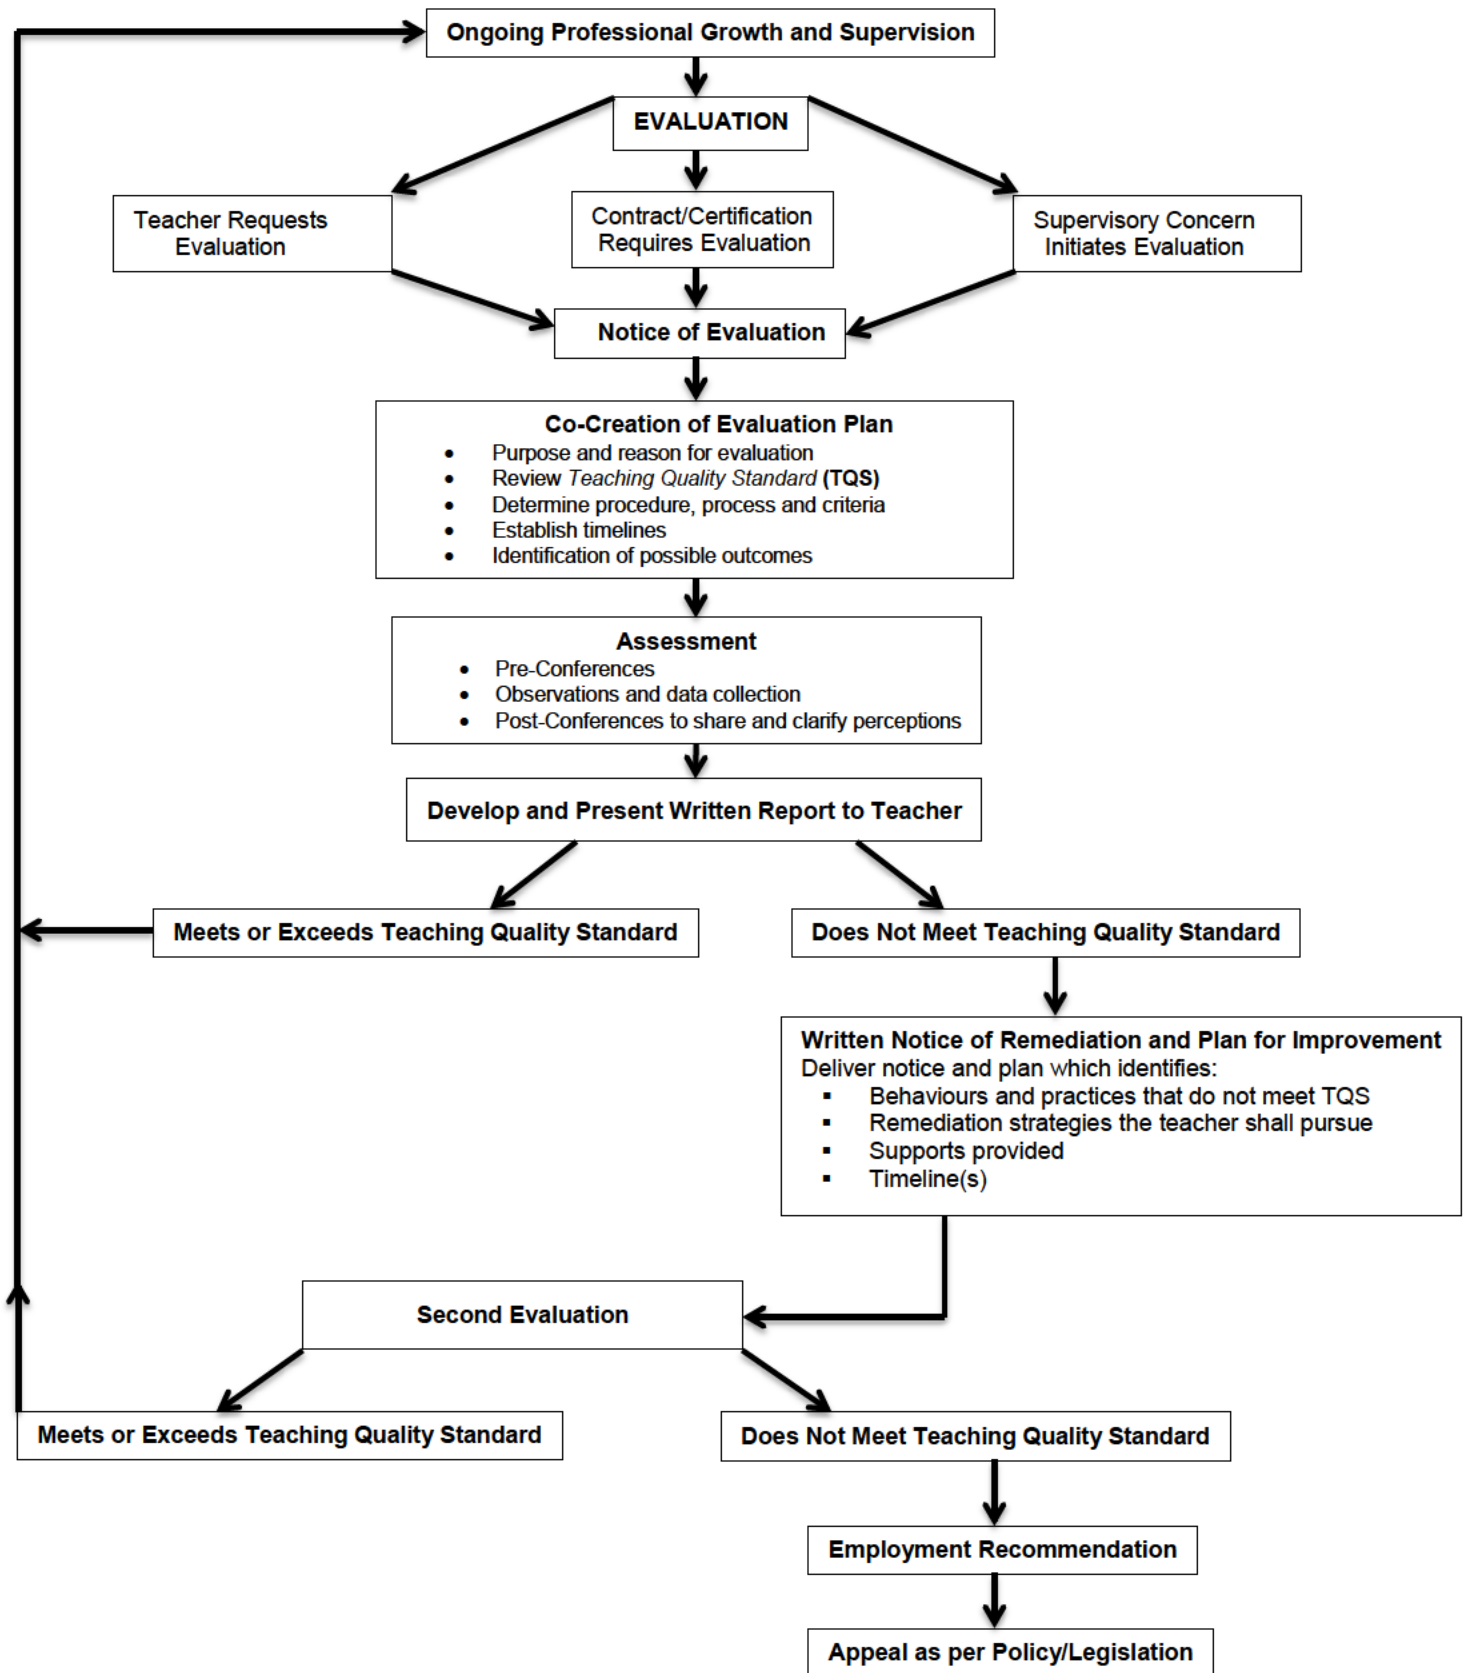 Ongoing Professional Growth and Supervision
EVALUATION
Teacher Requests
Evaluation
Contract/Certification
Requires Evaluation
Supervisory Concern
Initiates Evaluation
Notice of Evaluation
Co-Creation of Evaluation Plan
• Purpose and reason for evaluation
• Review Teaching Quality Standard (TQS)
• Determine procedure, process and criteria
• Establish timelines
• Identification of possible outcomes
Assessment
• Pre-Conferences
• Observations and data collection
• Post-Conferences to share and clarify perceptions
Develop and Present Written Report to Teacher
Meets or Exceeds Teaching Quality Standard
Does Not Meet Teaching Quality Standard
Written Notice of Remediation and Plan for Improvement
Deliver notice and plan which identifies:
▪ Behaviours and practices that do not meet TQS
▪ Remediation strategies the teacher shall pursue
▪ Supports provided
▪ Timeline(s)
Second Evaluation
Meets or Exceeds Teaching Quality Standard
Does Not Meet Teaching Quality Standard
Employment Recommendation
Appeal as per Policy/Legislation